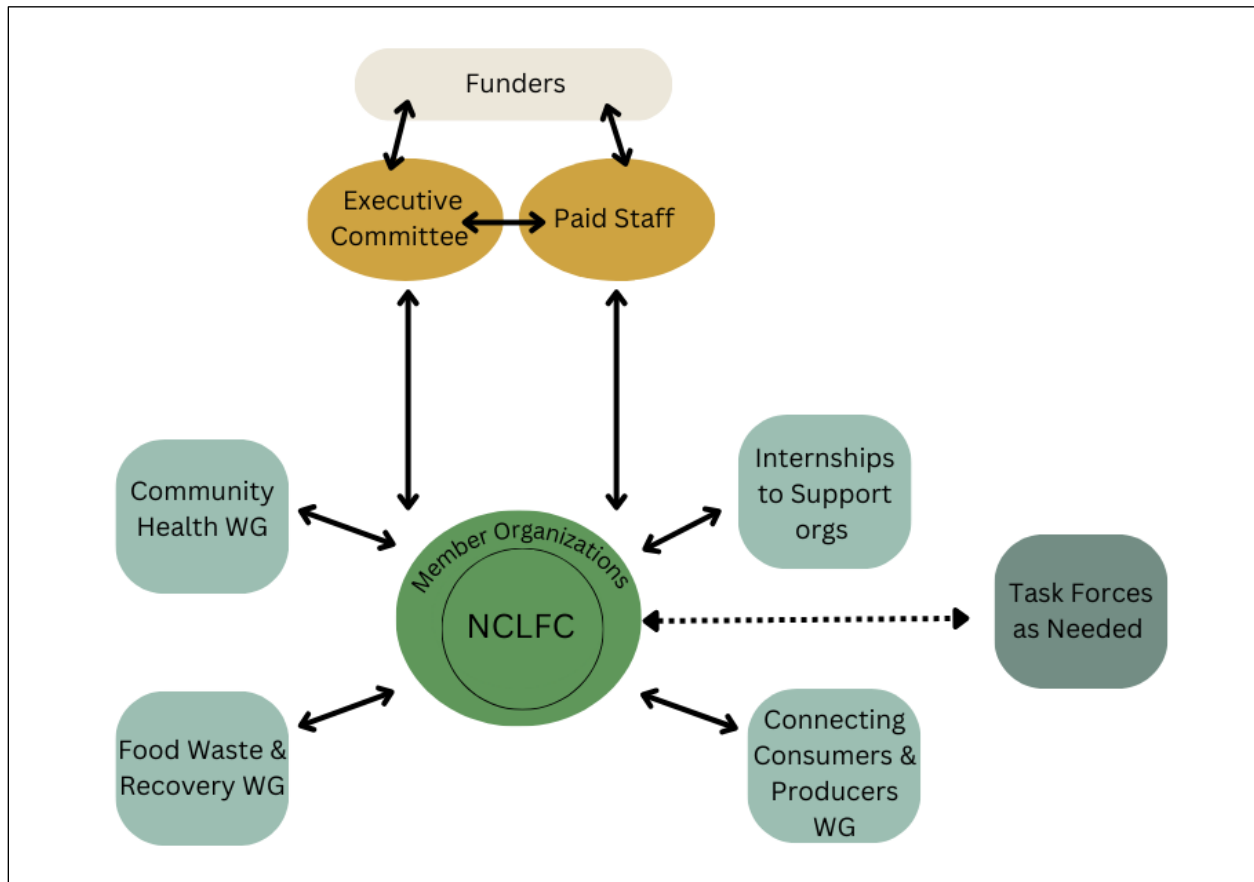 Funders
Executive
Committee
Paid Staff
Community
Health WG
Internships
to Support
orgs
Member Organizations
NCLFC
Task Forces
as Needed
Food Waste &
Recovery WG
Connecting
Consumers &
Producers
WG